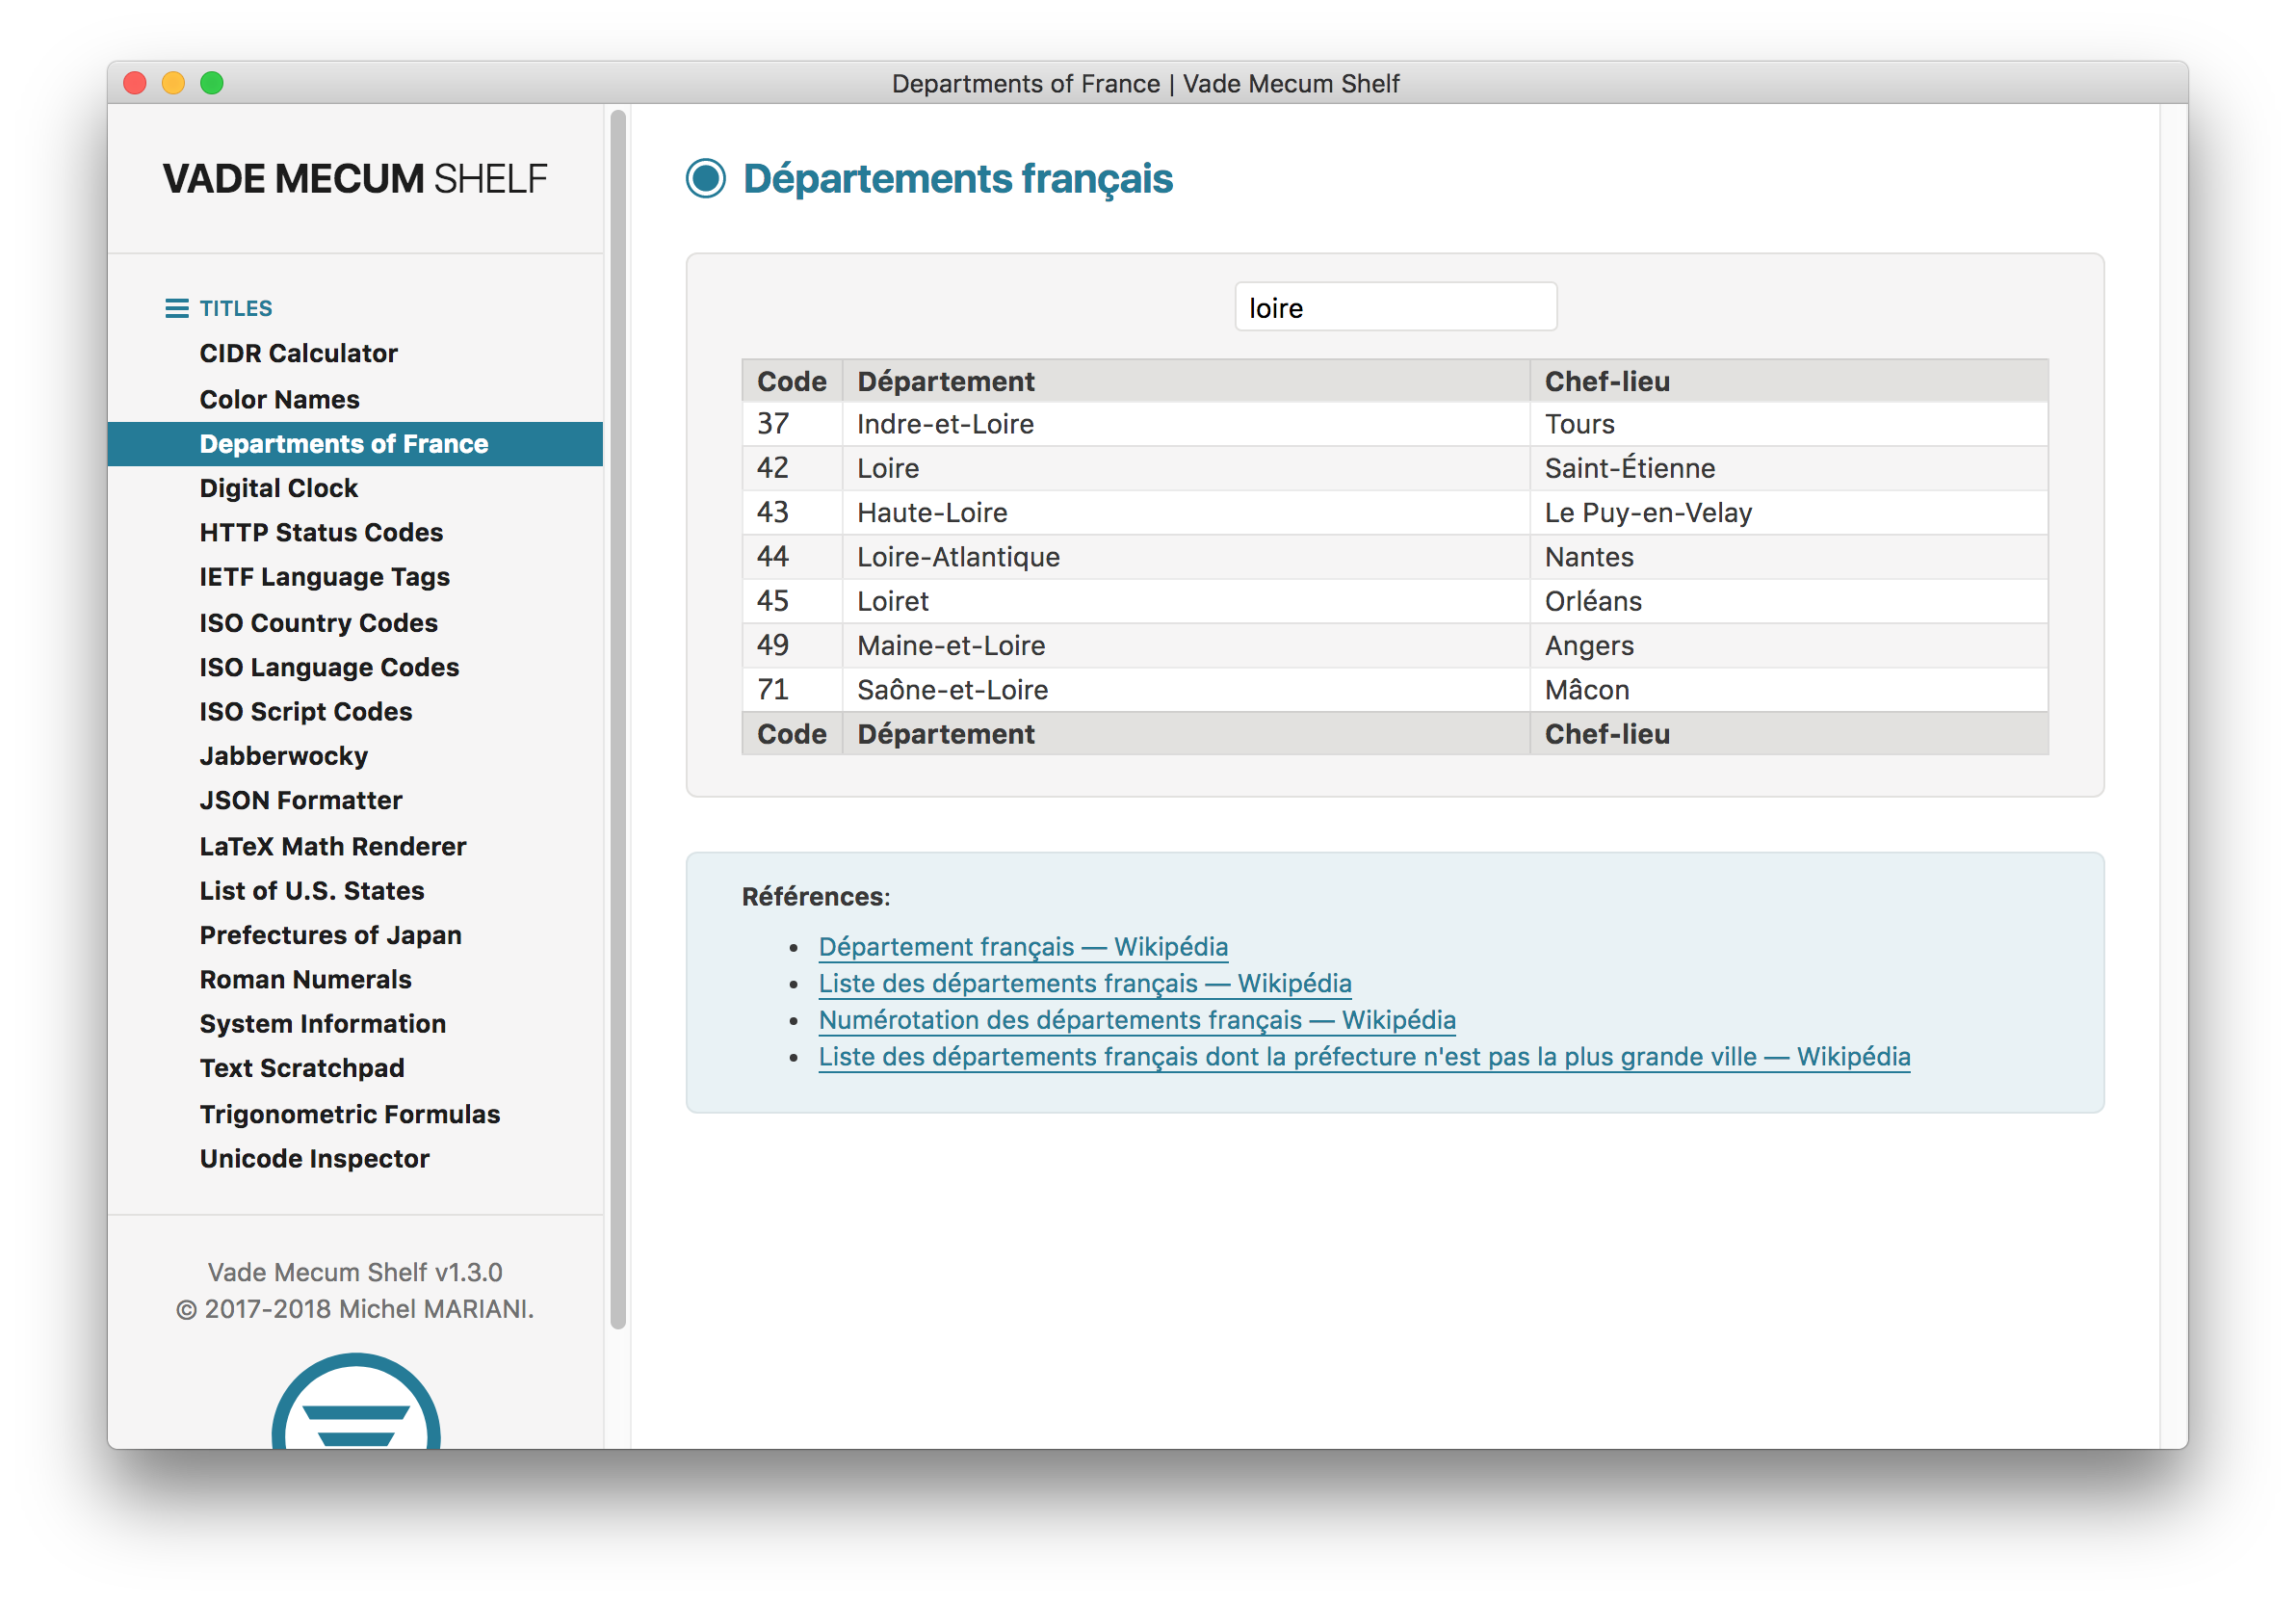 Departments of France | Vade Mecum Shelf
VADE MECUM SHELF
TITLES
CIDR Calculator
Color Names
Departments of France
Digital Clock
HTTP Status Codes
IETF Language Tags
ISO Country Codes
ISO Language Codes
ISO Script Codes
Jabberwocky
JSON Formatter
LaTeX Math Renderer
List of U.S. States
Prefectures of Japan
Roman Numerals
System Information
Text Scratchpad
Trigonometric Formulas
Unicode Inspector
Vade Mecum Shelf v1.3.0
© 2017-2018 Michel MARIANI.
Départements français
loire
Code Département Chef-lieu
37 Indre-et-Loire Tours
42 Loire Saint-Étienne
43 Haute-Loire Le Puy-en-Velay
44 Loire-Atlantique Nantes
45 Loiret Orléans
49 Maine-et-Loire Angers
71 Saône-et-Loire Mâcon
Code Département Chef-lieu
Références:
• Département français — Wikipédia
• Liste des départements français — Wikipédia
• Numérotation des départements français — Wikipédia
• Liste des départements français dont la préfecture n'est pas la plus grande ville — Wikipédia